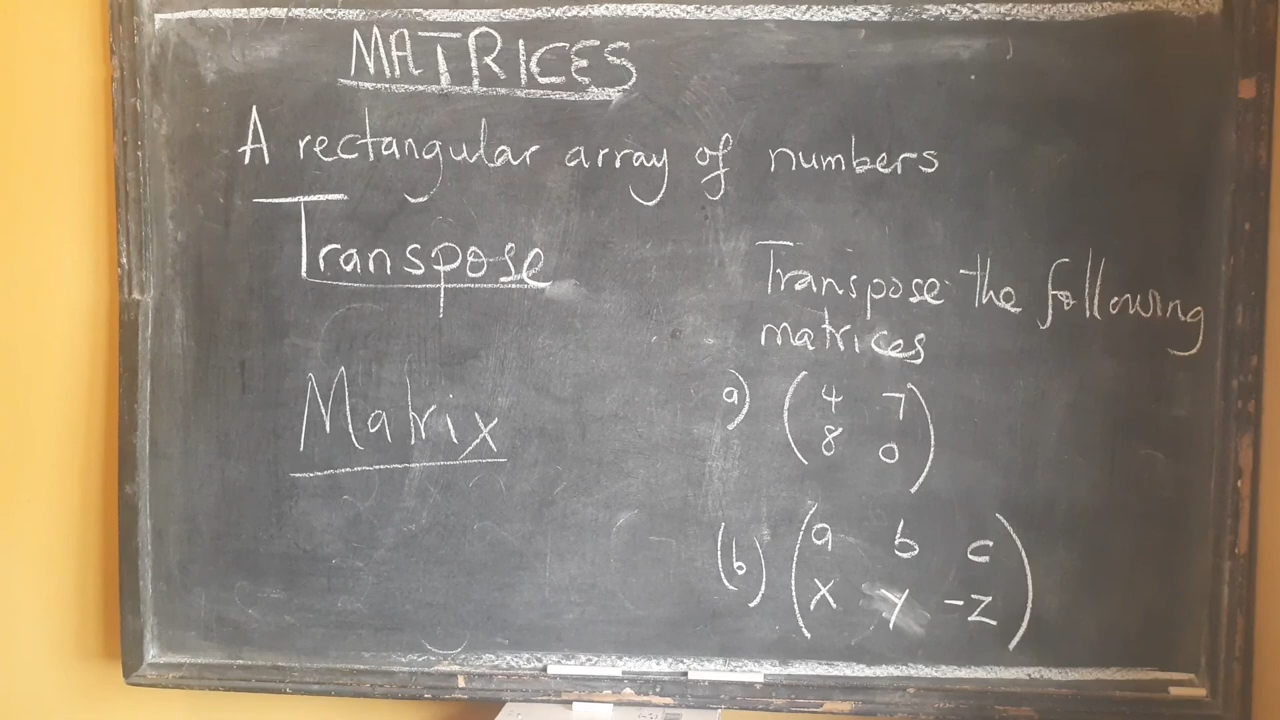 MATRICES
A rectangular array of numbers
Transpose
Matrix
Transpose the following
matrices
a) ( 4 7
8 0 )
(b) ( a b c
x y -z )